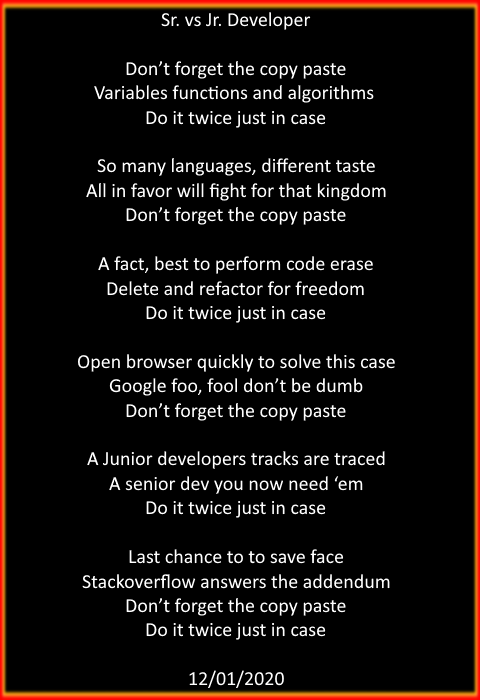 Sr. vs Jr. Developer
Don’t forget the copy paste
Variables functions and algorithms
Do it twice just in case
So many languages, different taste
All in favor will fight for that kingdom
Don’t forget the copy paste
A fact, best to perform code erase
Delete and refactor for freedom
Do it twice just in case
Open browser quickly to solve this case
Google foo, fool don’t be dumb
Don’t forget the copy paste
A Junior developers tracks are traced
A senior dev you now need ‘em
Do it twice just in case
Last chance to to save face
Stackoverflow answers the addendum
Don’t forget the copy paste
Do it twice just in case
12/01/2020